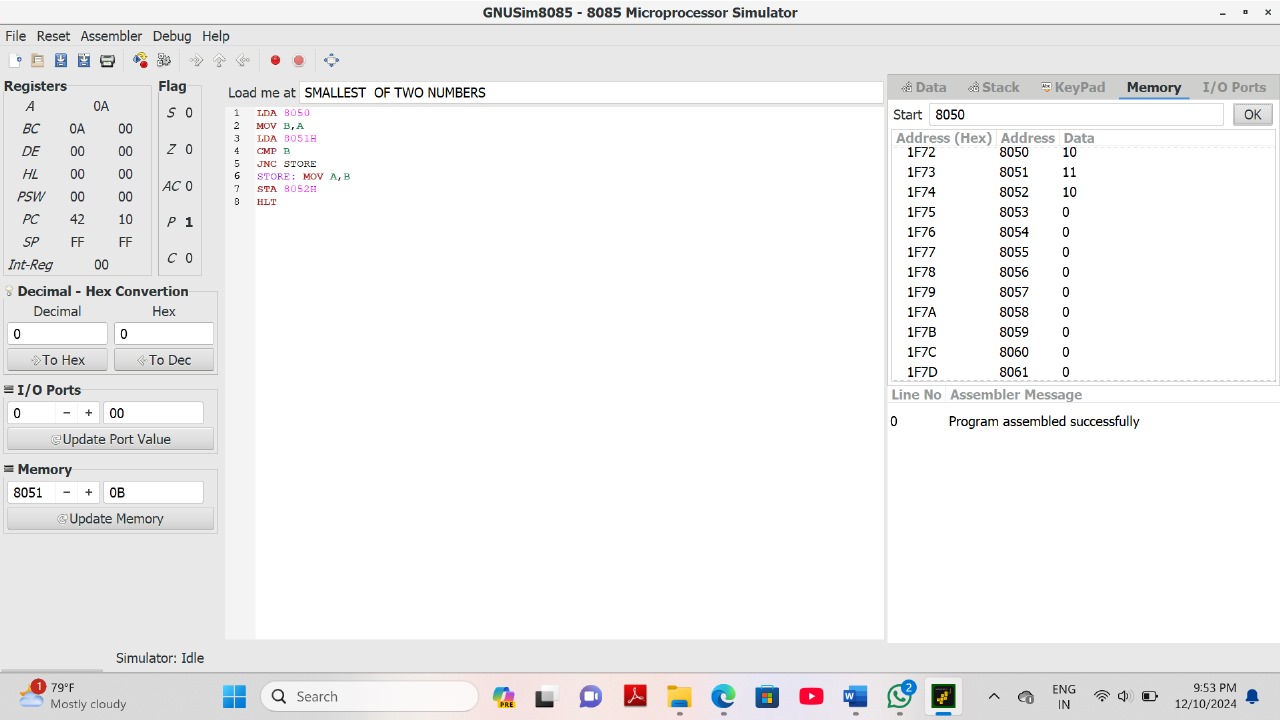 GNUSim8085 - 8085 Microprocessor Simulator
File Reset Assembler Debug Help
Registers
A 0A
BC 0A 00
DE 00 00
HL 00 00
PSW 00 00
PC 42 10
SP FF FF
Int-Reg 00
Flag
S 0
Z 0
AC 0
P 1
C 0
Decimal - Hex Convertion
Decimal Hex
0 0
To Hex To Dec
I/O Ports
0 - + 00
Update Port Value
Memory
8051 - + 0B
Update Memory
Load me at SMALLEST OF TWO NUMBERS
1 LDA 8050
2 MOV B,A
3 LDA 8051H
4 CMP B
5 JNC STORE
6 STORE: MOV A,B
7 STA 8052H
8 HLT
Data Stack KeyPad Memory I/O Ports
Start 8050 OK
Address (Hex) Address Data
1F72 8050 10
1F73 8051 11
1F74 8052 10
1F75 8053 0
1F76 8054 0
1F77 8055 0
1F78 8056 0
1F79 8057 0
1F7A 8058 0
1F7B 8059 0
1F7C 8060 0
1F7D 8061 0
Line No Assembler Message
0 Program assembled successfully
Simulator: Idle
1
79°F
Mostly cloudy
Search
PRE
2
ENG
IN
9:53 PM
12/10/2024